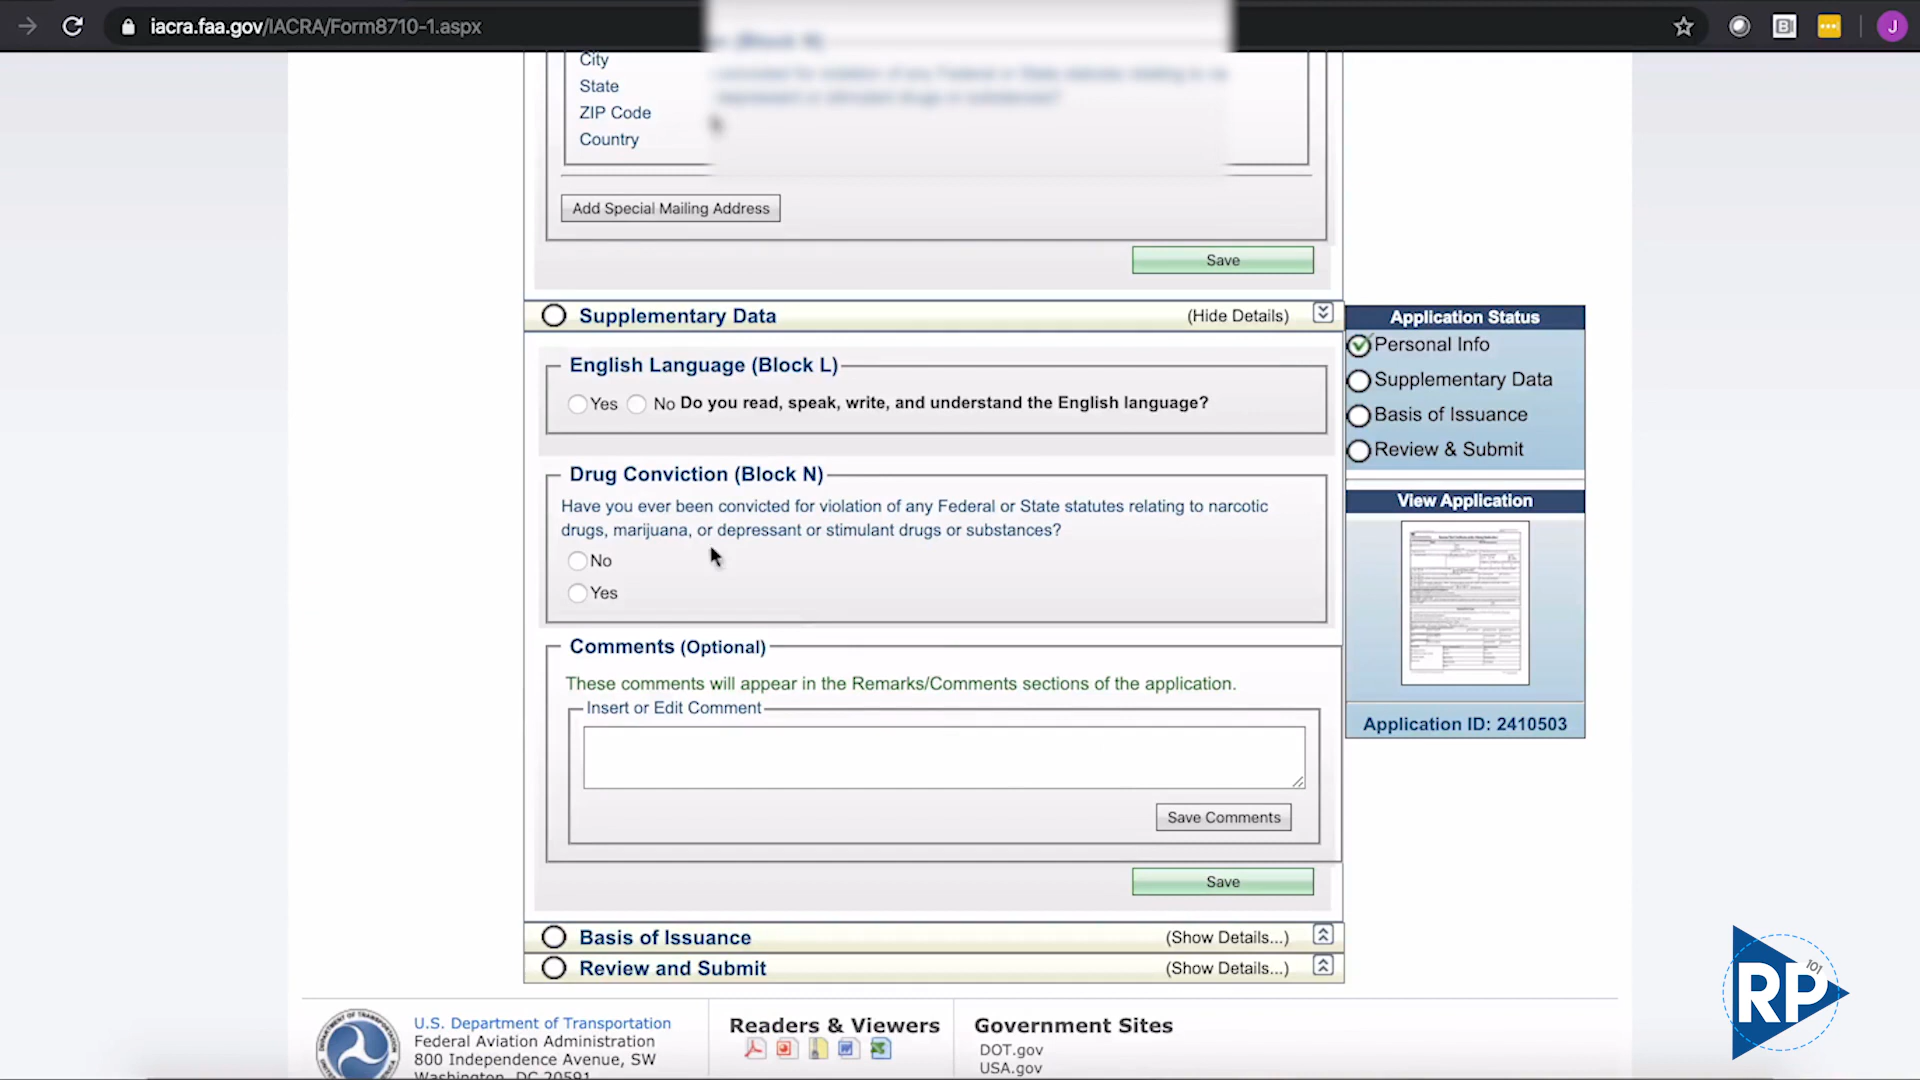 iacra.faa.gov/IACRA/Form8710-1.aspx
J
City
State
ZIP Code
Country
Add Special Mailing Address
Save
Supplementary Data
(Hide Details)
English Language (Block L)
Yes No Do you read, speak, write, and understand the English language?
Drug Conviction (Block N)
Have you ever been convicted for violation of any Federal or State statutes relating to narcotic
drugs, marijuana, or depressant or stimulant drugs or substances?
No
Yes
Comments (Optional)
These comments will appear in the Remarks/Comments sections of the application.
Insert or Edit Comment
Save Comments
Save
Basis of Issuance
(Show Details...)
Review and Submit
(Show Details...)
Application Status
Personal Info
Supplementary Data
Basis of Issuance
Review & Submit
View Application
Application ID: 2410503
U.S. Department of Transportation
Federal Aviation Administration
800 Independence Avenue, SW
Washington, DC 20591
Readers & Viewers
Government Sites
DOT.gov
USA.gov
RP
101